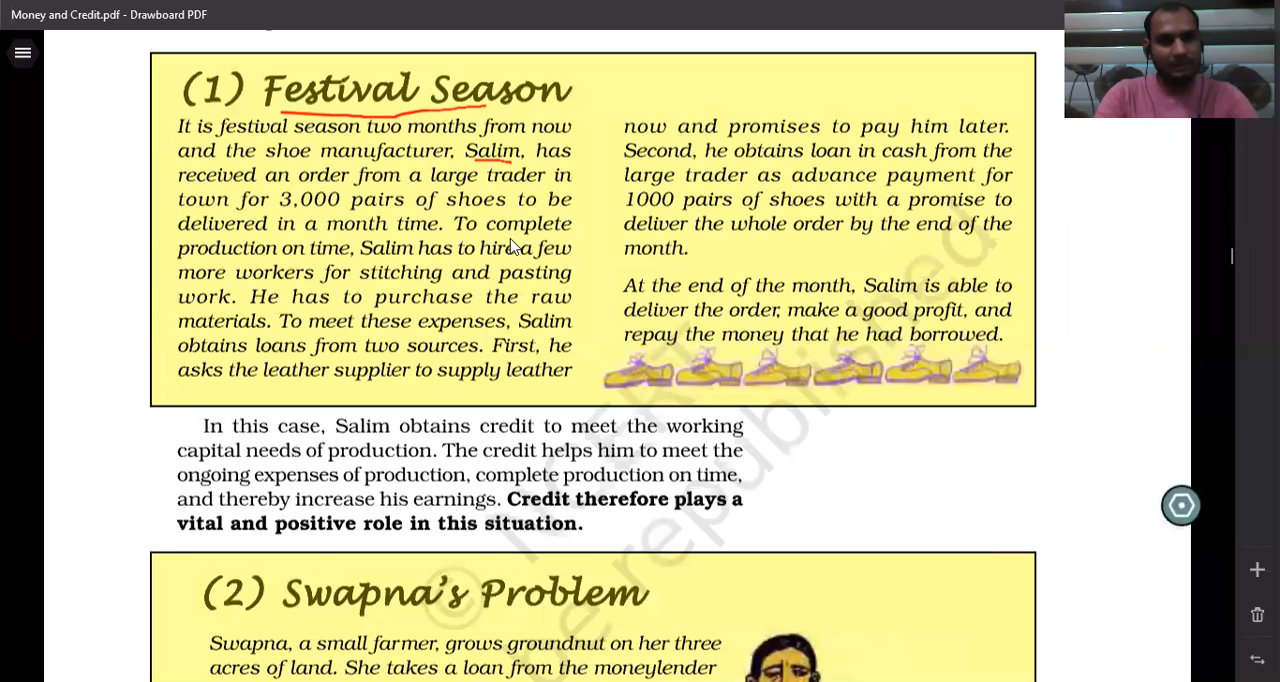 Money and Credit.pdf - Drawboard PDF
(1) Festival Season
It is festival season two months from now
and the shoe manufacturer, Salim, has
received an order from a large trader in
town for 3,000 pairs of shoes to be
delivered in a month time. To complete
production on time, Salim has to hire a few
more workers for stitching and pasting
work. He has to purchase the raw
materials. To meet these expenses, Salim
obtains loans from two sources. First, he
asks the leather supplier to supply leather
now and promises to pay him later.
Second, he obtains loan in cash from the
large trader as advance payment for
1000 pairs of shoes with a promise to
deliver the whole order by the end of the
month.
At the end of the month, Salim is able to
deliver the order, make a good profit, and
repay the money that he had borrowed.
In this case, Salim obtains credit to meet the working
capital needs of production. The credit helps him to meet the
ongoing expenses of production, complete production on time,
and thereby increase his earnings. Credit therefore plays a
vital and positive role in this situation.
(2) Swapna's Problem
Swapna, a small farmer, grows groundnut on her three
acres of land. She takes a loan from the moneylender
© NCERT
be republished